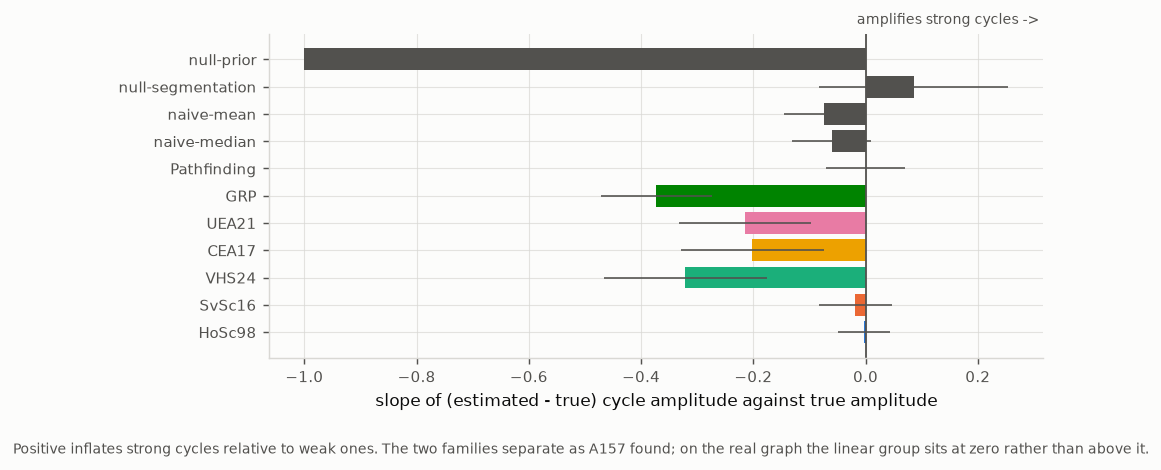 amplifies strong cycles ->
null-prior
null-segmentation
naive-mean
naive-median
Pathfinding
GRP
UEA21
CEA17
VHS24
SvSc16
HoSc98
−1.0 −0.8 −0.6 −0.4 −0.2 0.0 0.2
slope of (estimated - true) cycle amplitude against true amplitude
Positive inflates strong cycles relative to weak ones. The two families separate as A157 found; on the real graph the linear group sits at zero rather than above it.